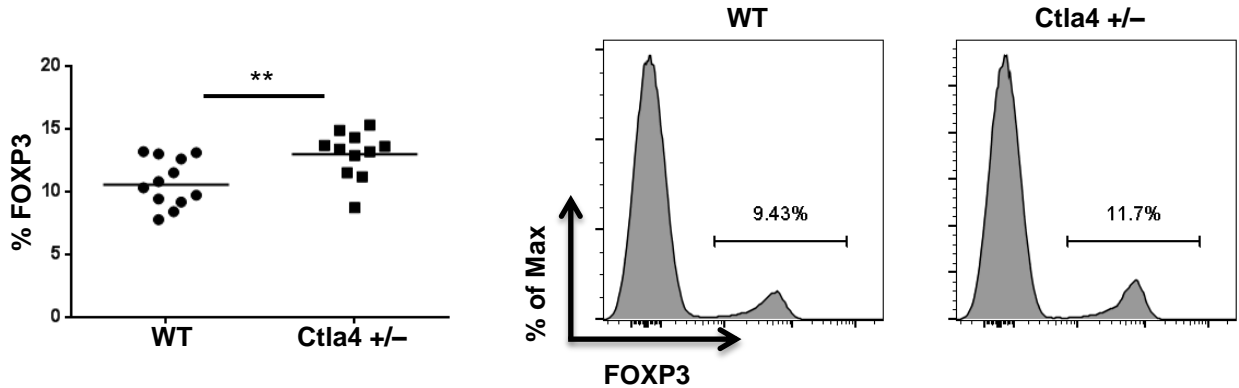 % FOXP3
20
15
10
5
0
**
WT
Ctla4 +/–
WT
9.43%
% of Max
FOXP3
Ctla4 +/–
11.7%